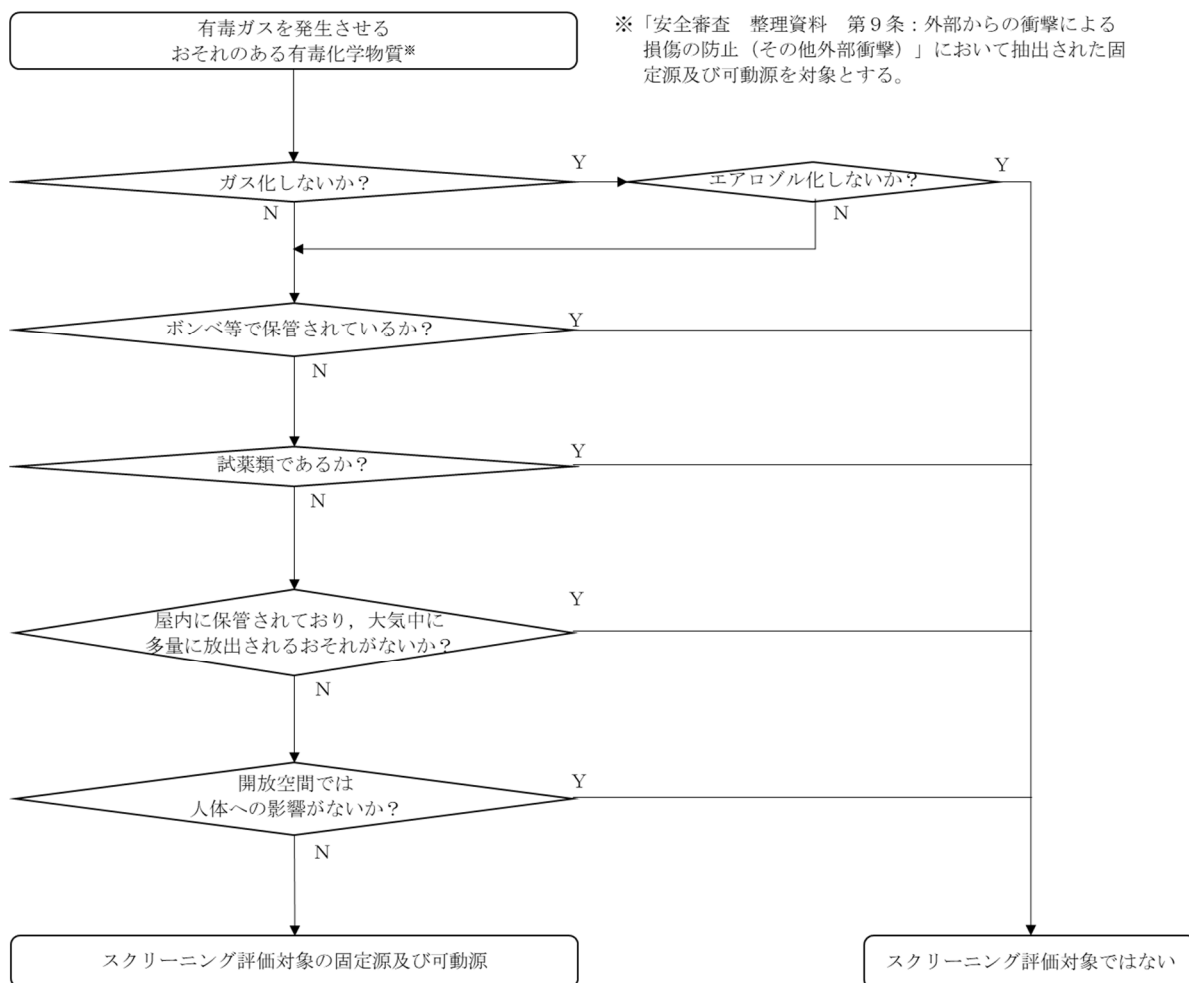 有毒ガスを発生させる
おそれのある有毒化学物質※
※「安全審査　整理資料　第９条：外部からの衝撃による
損傷の防止（その他外部衝撃）」において抽出された固
定源及び可動源を対象とする。
ガス化しないか？
Y
N
エアロゾル化しないか？
Y
N
ボンベ等で保管されているか？
Y
N
試薬類であるか？
Y
N
屋内に保管されており，大気中に
多量に放出されるおそれがないか？
Y
N
開放空間では
人体への影響がないか？
Y
N
スクリーニング評価対象の固定源及び可動源
スクリーニング評価対象ではない